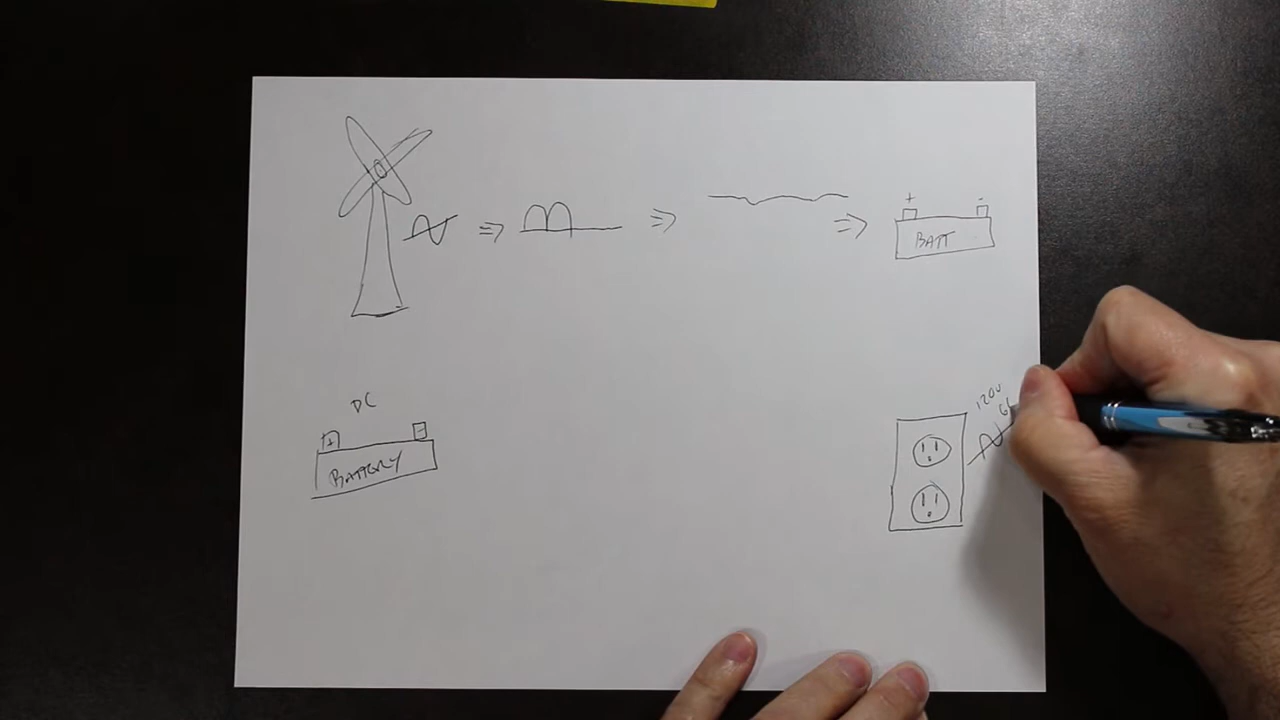 + -
BATT
DC
+ -
BATTERY
120V